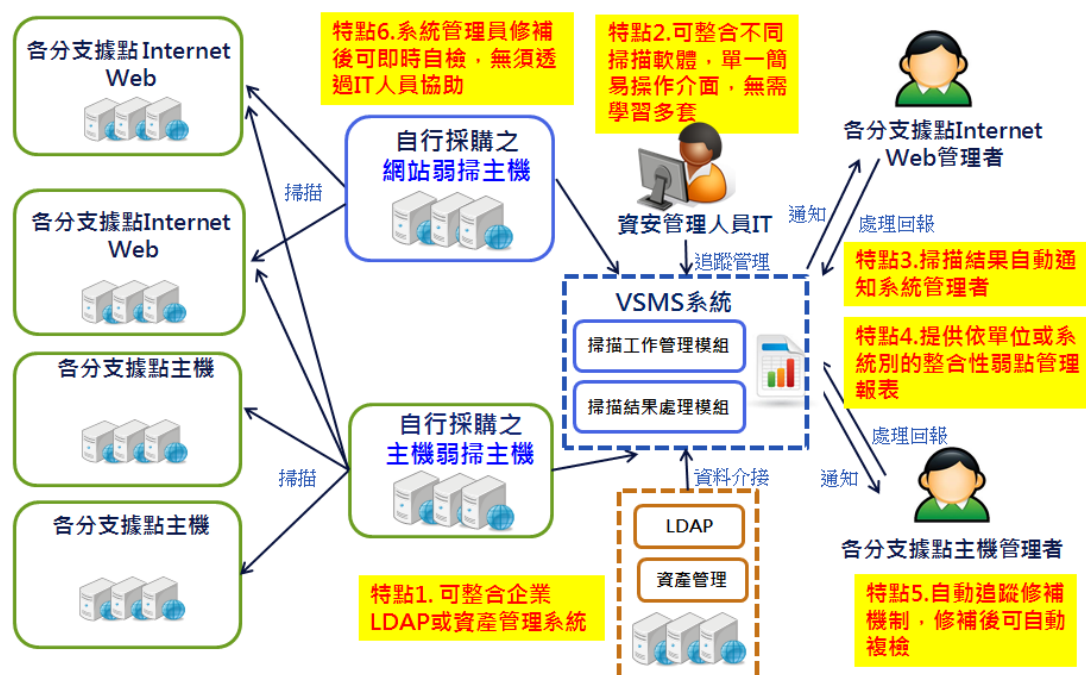 各分支據點Internet
Web
特點6.系統管理員修補
後可即時自檢，無須透
過IT人員協助
特點2.可整合不同
掃描軟體，單一簡
易操作介面，無需
學習多套
各分支據點Internet
Web管理者
自行採購之
網站弱掃主機
掃描
各分支據點Internet
Web
資安管理人員IT
通知
處理回報
追蹤管理
特點3.掃描結果自動通
知系統管理者
VSMS系統
掃描工作管理模組
掃描結果處理模組
特點4.提供依單位或系
統別的整合性弱點管理
報表
各分支據點主機
自行採購之
主機弱掃主機
掃描
資料介接
通知
處理回報
各分支據點主機
LDAP
資產管理
各分支據點主機管理者
特點1. 可整合企業
LDAP或資產管理系統
特點5.自動追蹤修補
機制，修補後可自動
複檢